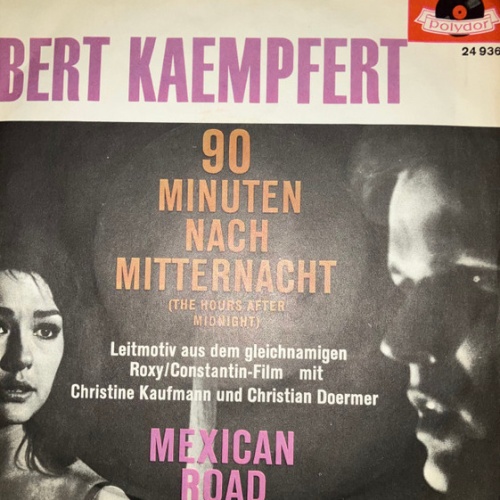 Polydor
24 936
BERT KAEMPFERT
90
MINUTEN
NACH
MITTERNACHT
(THE HOURS AFTER
MIDNIGHT)
Leitmotiv aus dem gleichnamigen
Roxy/Constantin-Film mit
Christine Kaufmann und Christian Doermer
MEXICAN
ROAD